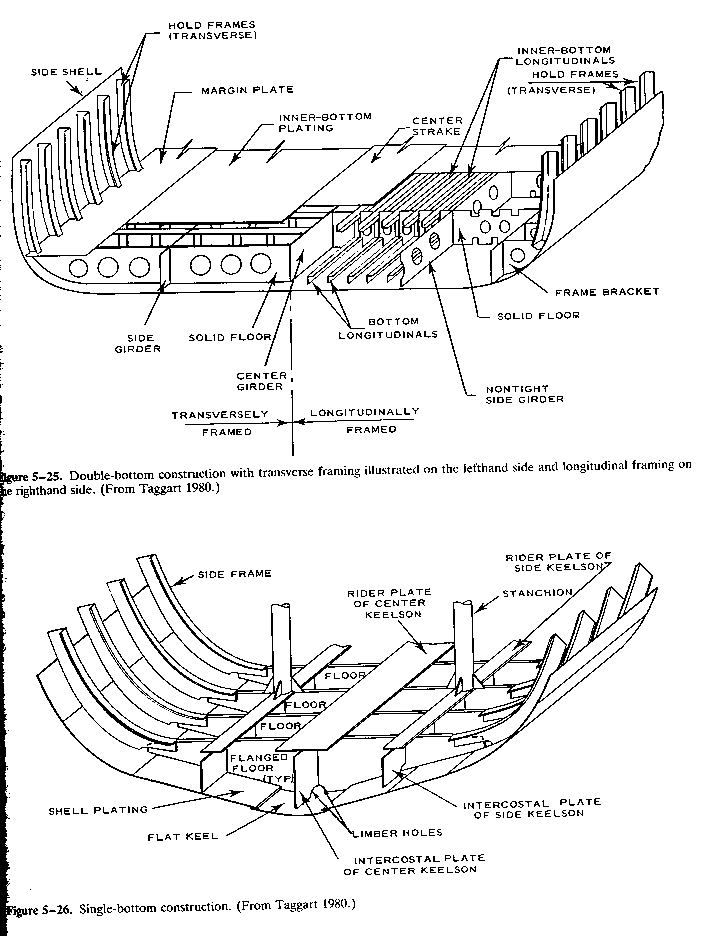 HOLD FRAMES
(TRANSVERSE)
SIDE SHELL
MARGIN PLATE
INNER-BOTTOM
PLATING
CENTER
STRAKE
INNER-BOTTOM
LONGITUDINALS
HOLD FRAMES
(TRANSVERSE)
FRAME BRACKET
SOLID FLOOR
BOTTOM
LONGITUDINALS
SIDE
GIRDER
SOLID FLOOR
CENTER
GIRDER
NONTIGHT
SIDE GIRDER
TRANSVERSELY
FRAMED
LONGITUDINALLY
FRAMED
Figure 5-25. Double-bottom construction with transverse framing illustrated on the lefthand side and longitudinal framing on
the righthand side. (From Taggart 1980.)
SIDE FRAME
RIDER PLATE
OF CENTER
KEELSON
RIDER PLATE OF
SIDE KEELSON
STANCHION
FLOOR
FLOOR
FLOOR
FLANGED
FLOOR
(TYP)
SHELL PLATING
FLAT KEEL
LIMBER HOLES
INTERCOSTAL PLATE
OF SIDE KEELSON
INTERCOSTAL PLATE
OF CENTER KEELSON
Figure 5-26. Single-bottom construction. (From Taggart 1980.)